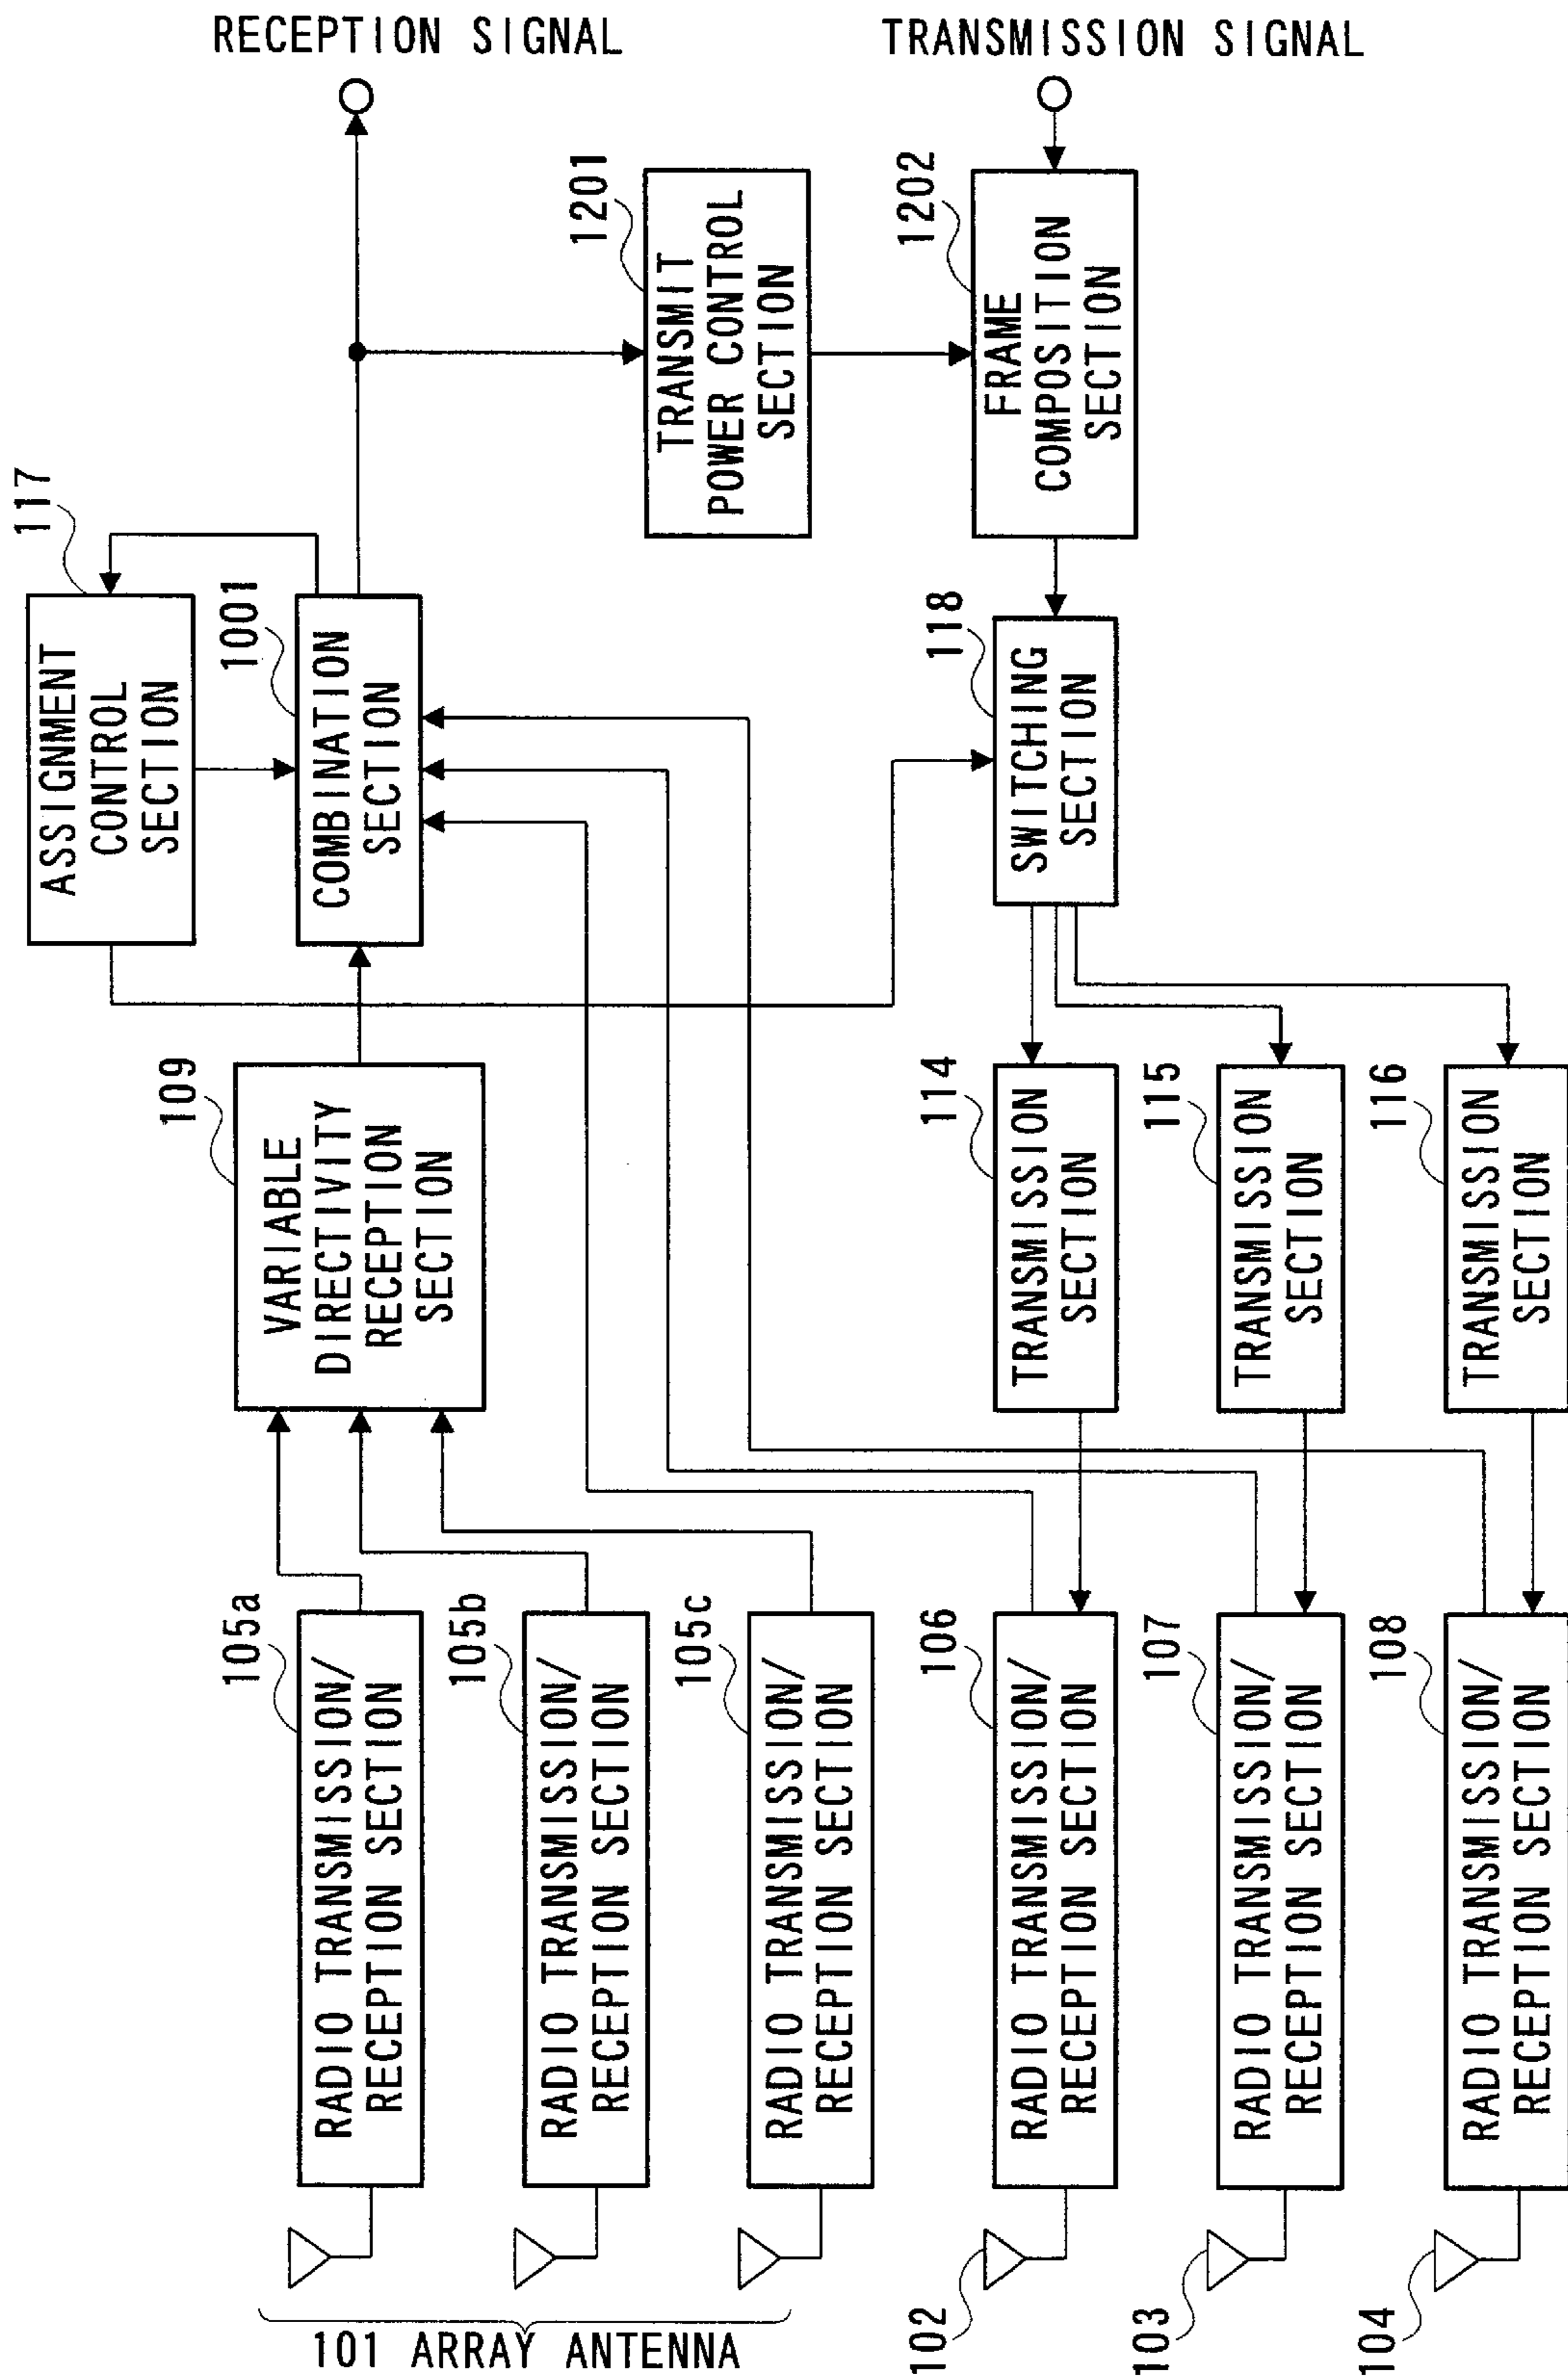 RECEPTION SIGNAL
TRANSMISSION SIGNAL
117
ASSIGNMENT
CONTROL
SECTION
1001
COMBINATION
SECTION
1201
TRANSMIT
POWER CONTROL
SECTION
1202
FRAME
COMPOSITION
SECTION
118
SWITCHING
SECTION
109
VARIABLE
DIRECTIVITY
RECEPTION
SECTION
114
TRANSMISSION
SECTION
115
TRANSMISSION
SECTION
116
TRANSMISSION
SECTION
105a
RADIO TRANSMISSION/
RECEPTION SECTION
105b
RADIO TRANSMISSION/
RECEPTION SECTION
105c
RADIO TRANSMISSION/
RECEPTION SECTION
106
RADIO TRANSMISSION/
RECEPTION SECTION
107
RADIO TRANSMISSION/
RECEPTION SECTION
108
RADIO TRANSMISSION/
RECEPTION SECTION
101 ARRAY ANTENNA
102
103
104